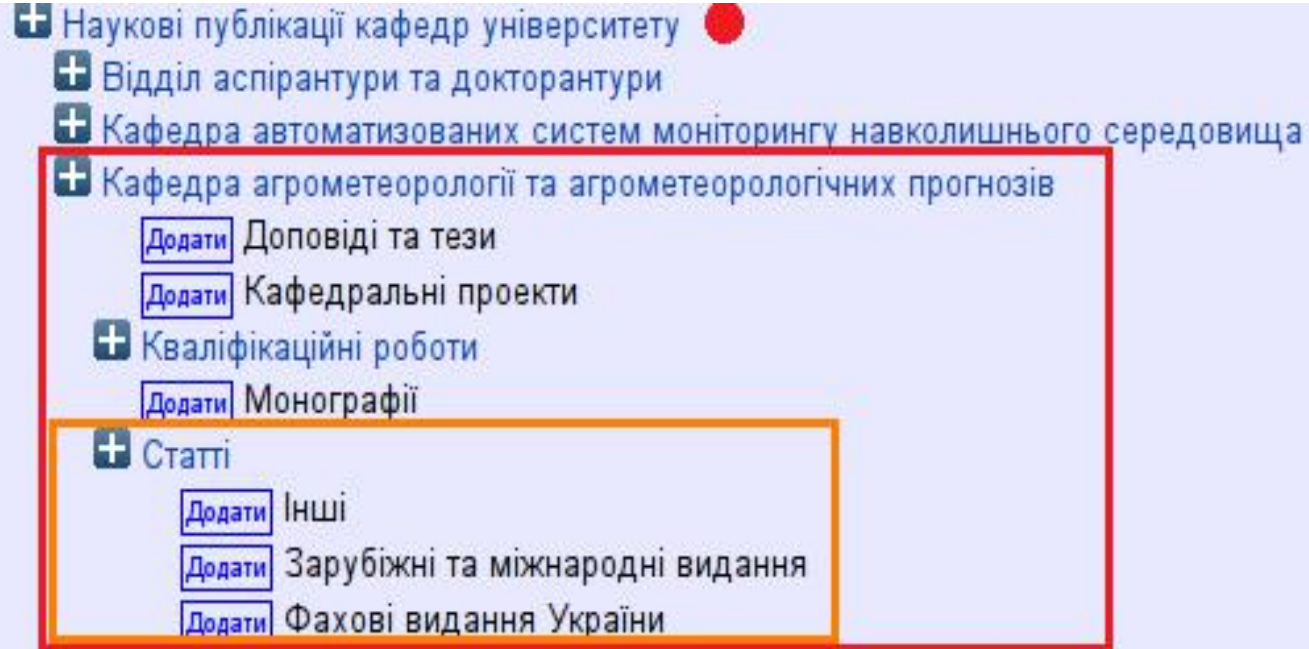 Наукові публікації кафедр університету
Відділ аспірантури та докторантури
Кафедра автоматизованих систем моніторингу навколишнього середовища
Кафедра агрометеорології та агрометеорологічних прогнозів
Додати Доповіді та тези
Додати Кафедральні проекти
Кваліфікаційні роботи
Додати Монографії
Статті
Додати Інші
Додати Зарубіжні та міжнародні видання
Додати Фахові видання України